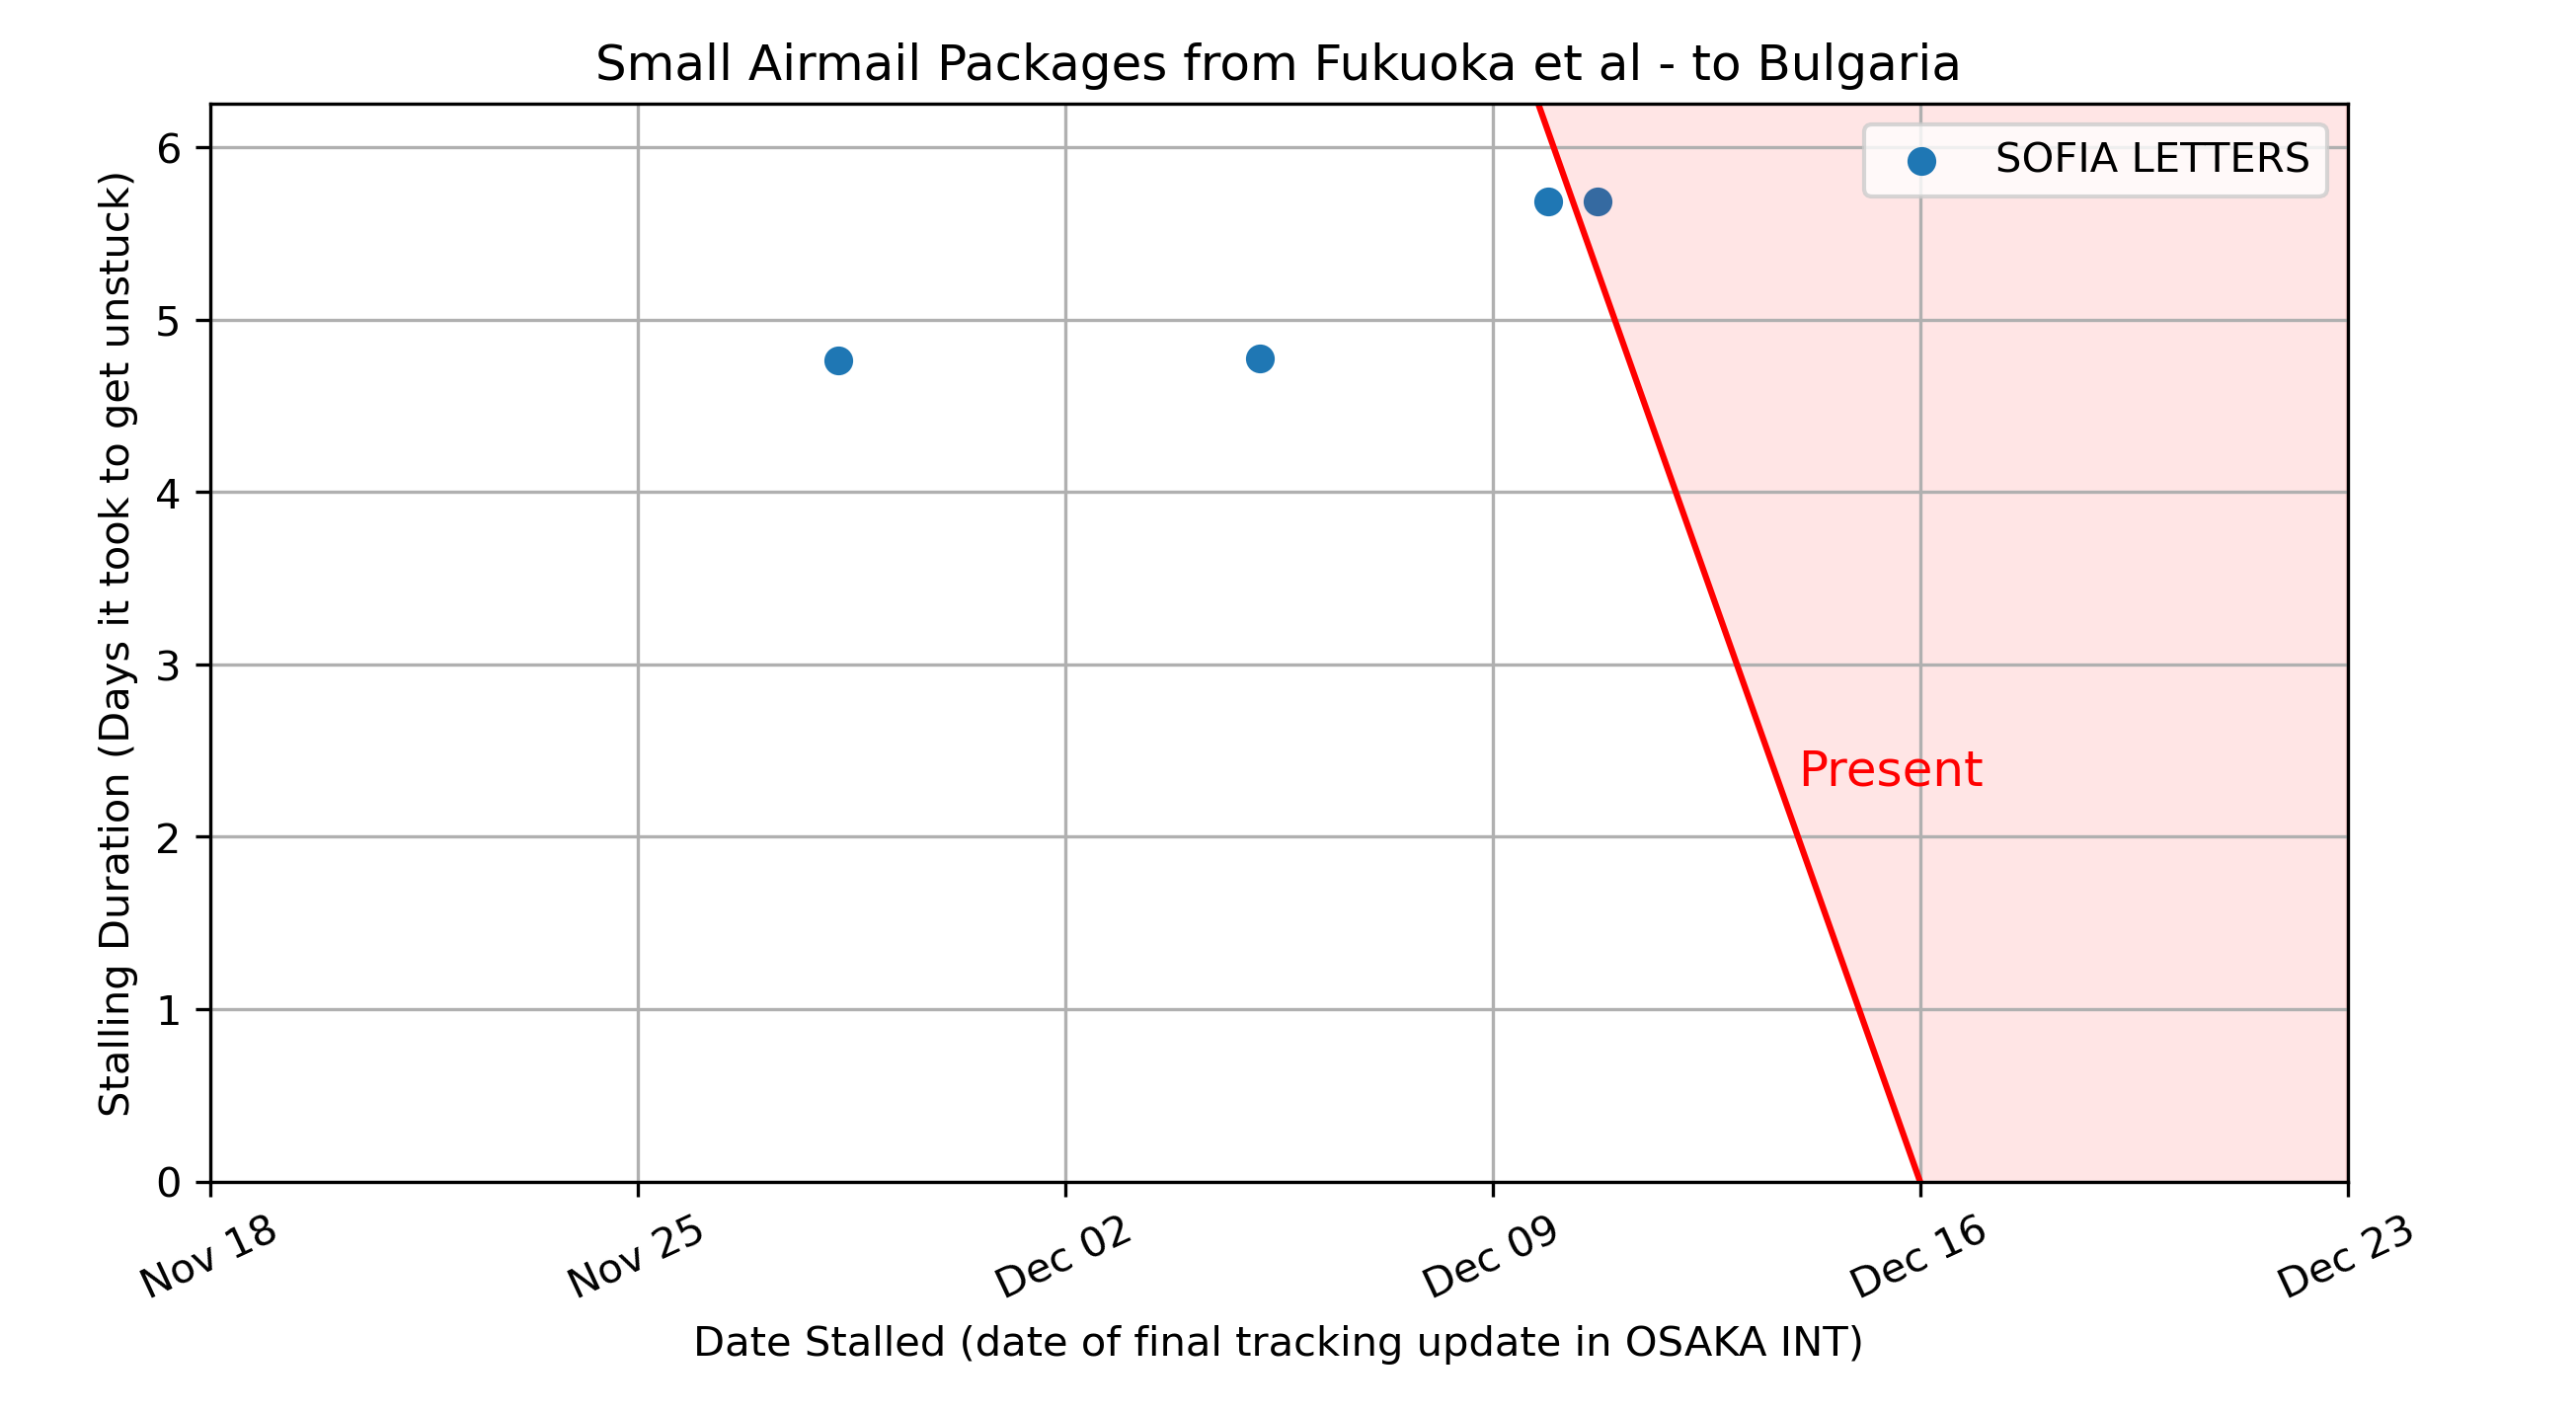 Small Airmail Packages from Fukuoka et al - to Bulgaria
Stalling Duration (Days it took to get unstuck)
6
5
4
3
2
1
0
SOFIA LETTERS
Present
Nov 18
Nov 25
Dec 02
Dec 09
Dec 16
Dec 23
Date Stalled (date of final tracking update in OSAKA INT)